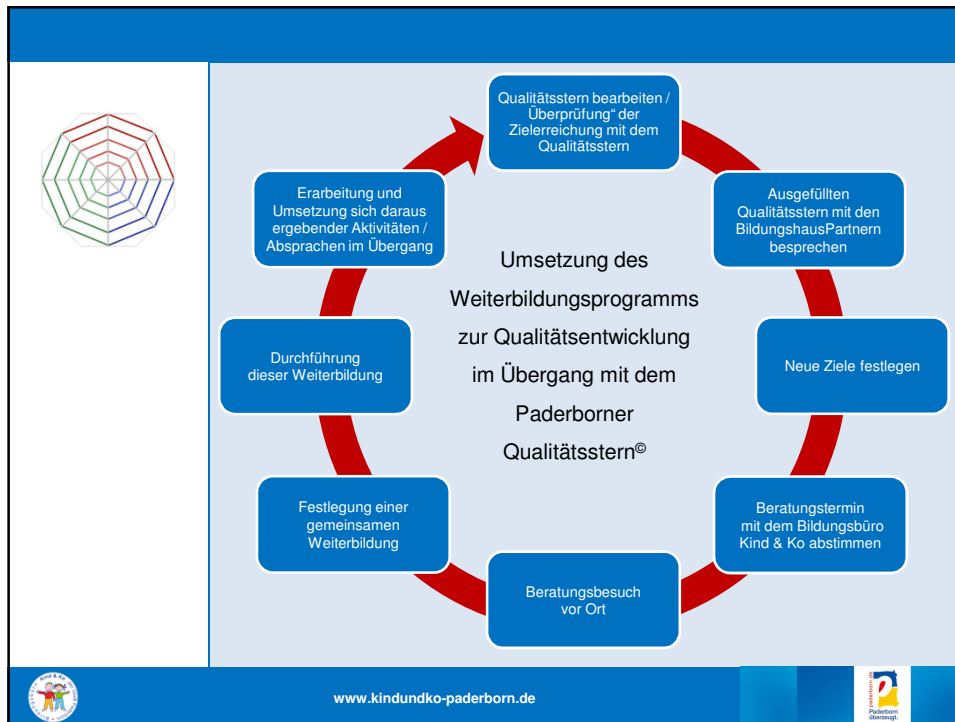 Qualitätsstern bearbeiten /
Überprüfung“ der
Zielerreichung mit dem
Qualitätsstern
Ausgefüllten
Qualitätsstern mit den
BildungshausPartnern
besprechen
Neue Ziele festlegen
Beratungstermin
mit dem Bildungsbüro
Kind & Ko abstimmen
Beratungsbesuch
vor Ort
Festlegung einer
gemeinsamen
Weiterbildung
Durchführung
dieser Weiterbildung
Erarbeitung und
Umsetzung sich daraus
ergebender Aktivitäten /
Absprachen im Übergang
Umsetzung des
Weiterbildungsprogramms
zur Qualitätsentwicklung
im Übergang mit dem
Paderborner
Qualitätsstern©
Kind & Ko
www.kindundko-paderborn.de
paderborn.de
Paderborn
überzeugt.